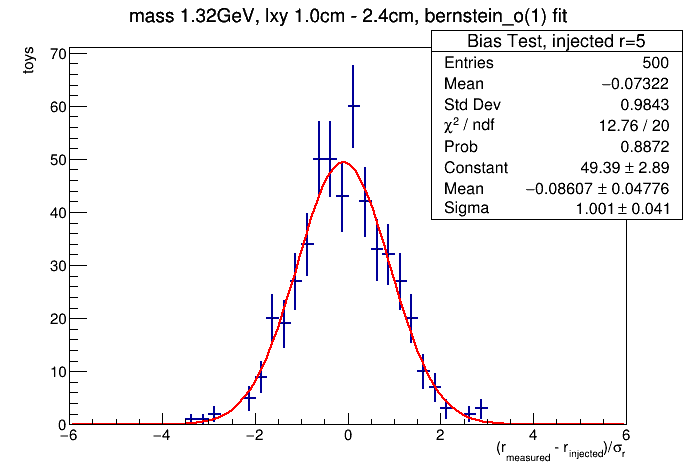 mass 1.32GeV, lxy 1.0cm - 2.4cm, bernstein_o(1) fit
Bias Test, injected r=5
Entries 500
Mean −0.07322
Std Dev 0.9843
χ² / ndf 12.76 / 20
Prob 0.8872
Constant 49.39 ± 2.89
Mean −0.08607 ± 0.04776
Sigma 1.001 ± 0.041
toys
70
60
50
40
30
20
10
0
−6 −4 −2 0 2 4 6
(r_measured - r_injected)/σ_r